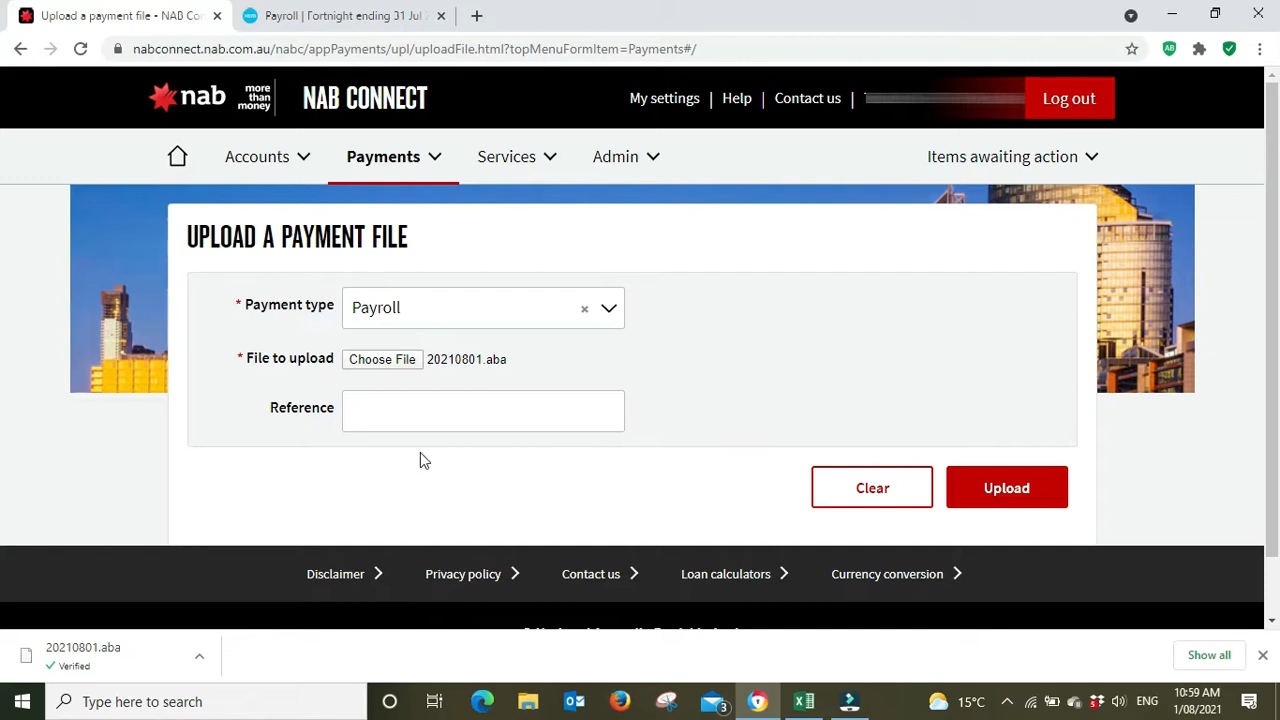 Upload a payment file • NAB Con
Payroll | Fortnight ending 31 Jul 2
nabconnect.nab.com.au/nabc/appPayments/upl/uploadFile.html?topMenuFormItem=Payments#/
AB
nab
more
than
money
NAB CONNECT
My settings | Help | Contact us |
Log out
Accounts
Payments
Services
Admin
Items awaiting action
UPLOAD A PAYMENT FILE
* Payment type
Payroll
* File to upload
Choose File
20210801.aba
Reference
Clear
Upload
Disclaimer
Privacy policy
Contact us
Loan calculators
Currency conversion
20210801.aba
Verified
Show all
Type here to search
3
15°C
ENG
10:59 AM
1/08/2021